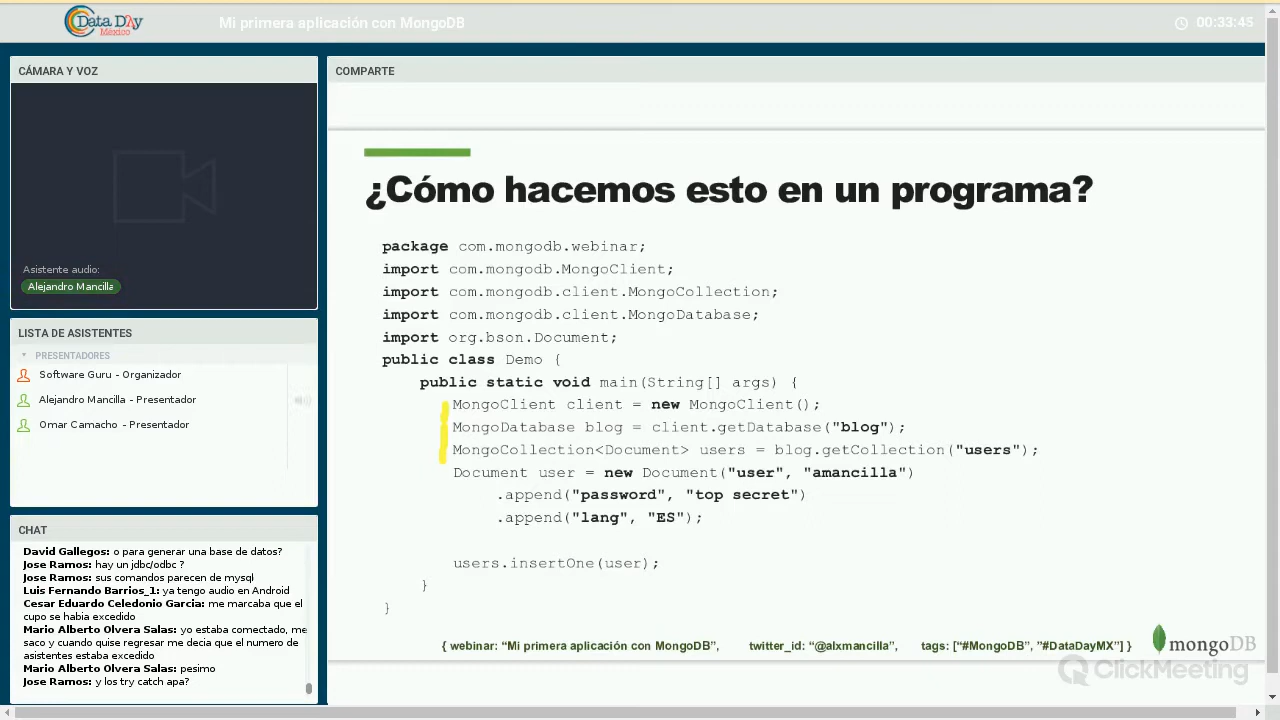 Data Day
México
Mi primera aplicación con MongoDB
00:33:45
CÁMARA Y VOZ
Asistente audio:
Alejandro Mancilla
LISTA DE ASISTENTES
PRESENTADORES
Software Guru - Organizador
Alejandro Mancilla - Presentador
Omar Camacho - Presentador
CHAT
David Gallegos: o para generar una base de datos?
Jose Ramos: hay un jdbc/odbc ?
Jose Ramos: sus comandos parecen de mysql
Luis Fernando Barrios_1: ya tengo audio en Android
Cesar Eduardo Celedonio Garcia: me marcaba que el
cupo se habia excedido
Mario Alberto Olvera Salas: yo estaba comectado, me
saco y cuando quise regresar me decia que el numero de
asistentes estaba excedido
Mario Alberto Olvera Salas: pesimo
Jose Ramos: y los try catch apa?
COMPARTE
¿Cómo hacemos esto en un programa?
package com.mongodb.webinar;
import com.mongodb.MongoClient;
import com.mongodb.client.MongoCollection;
import com.mongodb.client.MongoDatabase;
import org.bson.Document;
public class Demo {
public static void main(String[] args) {
MongoClient client = new MongoClient();
MongoDatabase blog = client.getDatabase("blog");
MongoCollection<Document> users = blog.getCollection("users");
Document user = new Document("user", "amancilla")
.append("password", "top secret")
.append("lang", "ES");
users.insertOne(user);
}
}
{ webinar: “Mi primera aplicación con MongoDB”, twitter_id: “@alxmancilla”, tags: [“#MongoDB”, ”#DataDayMX”] }
mongoDB
ClickMeeting